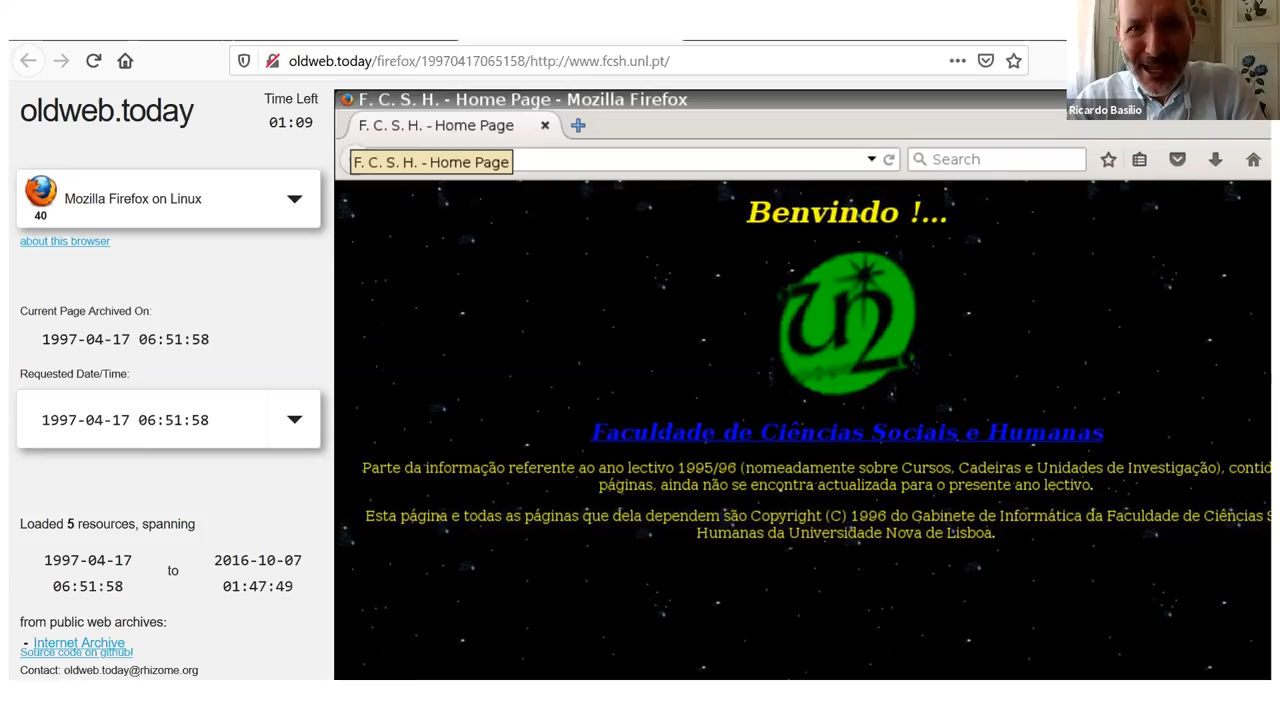 oldweb.today/firefox/19970417065158/http://www.fcsh.unl.pt/
Ricardo Basílio
oldweb.today
Time Left
01:09
Mozilla Firefox on Linux
40
about this browser
Current Page Archived On:
1997-04-17 06:51:58
Requested Date/Time:
1997-04-17 06:51:58
Loaded 5 resources, spanning
1997-04-17
06:51:58
to
2016-10-07
01:47:49
from public web archives:
- Internet Archive
Source code on github!
Contact: oldweb.today@rhizome.org
F. C. S. H. - Home Page - Mozilla Firefox
F. C. S. H. - Home Page
F. C. S. H. - Home Page
Search
Benvindo !...
Faculdade de Ciências Sociais e Humanas
Parte da informação referente ao ano lectivo 1995/96 (nomeadamente sobre Cursos, Cadeiras e Unidades de Investigação), contid
páginas, ainda não se encontra actualizada para o presente ano lectivo.
Esta página e todas as páginas que dela dependem são Copyright (C) 1996 do Gabinete de Informática da Faculdade de Ciências S
Humanas da Universidade Nova de Lisboa.